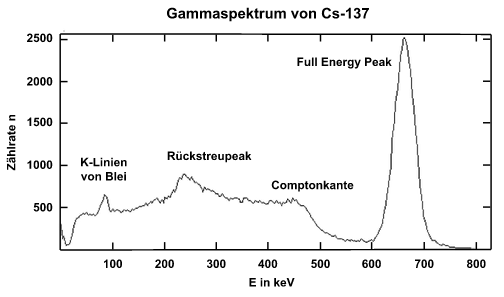 Gammaspektrum von Cs-137
2500
2000
1500
1000
500
Zählrate n
Full Energy Peak
Rückstreupeak
K-Linien
von Blei
Comptonkante
100 200 300 400 500 600 700 800
E in keV